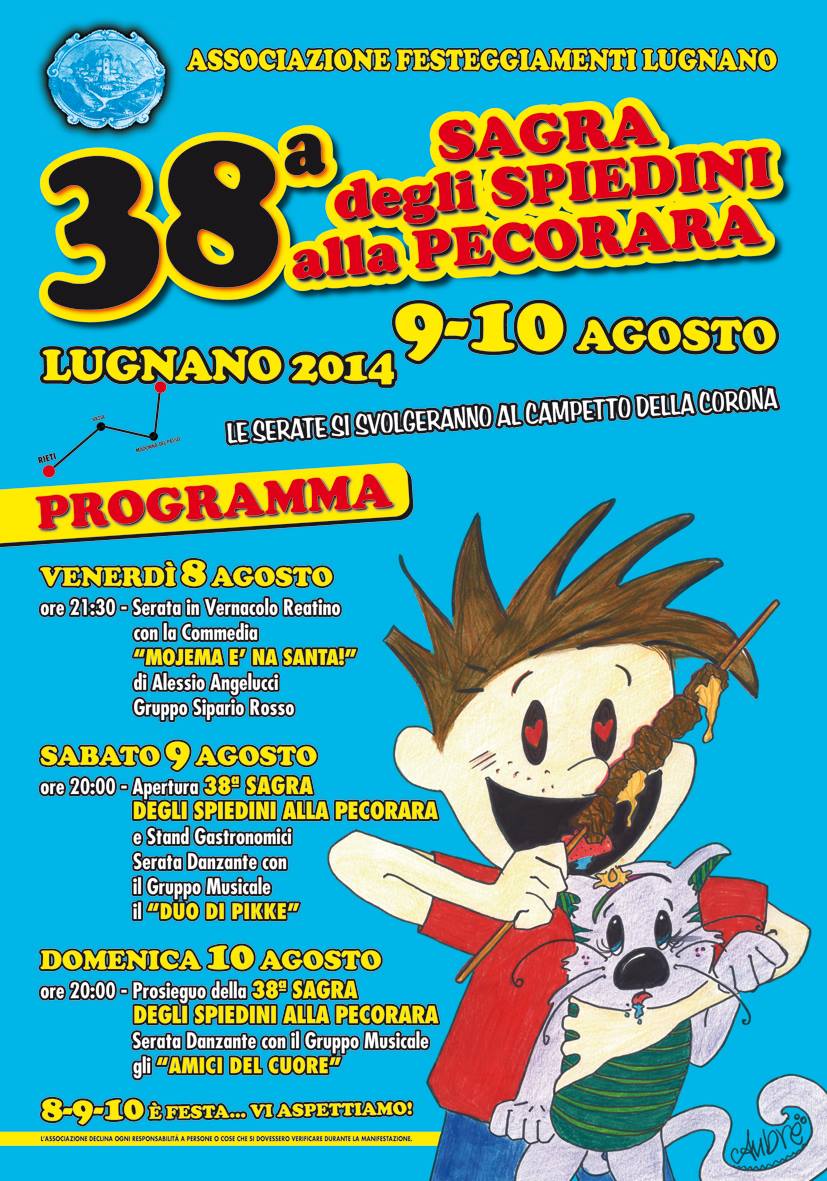 ASSOCIAZIONE FESTEGGIAMENTI LUGNANO
38ª
SAGRA
degli SPIEDINI
alla PECORARA
9-10 AGOSTO
LUGNANO 2014
LE SERATE SI SVOLGERANNO AL CAMPETTO DELLA CORONA
RIETI
VAZIA
MADONNA DEL PASSO
PROGRAMMA
VENERDÌ 8 AGOSTO
ore 21:30 - Serata in Vernacolo Reatino
con la Commedia
“MOJEMA E’ NA SANTA!”
di Alessio Angelucci
Gruppo Sipario Rosso
SABATO 9 AGOSTO
ore 20:00 - Apertura 38ª SAGRA
DEGLI SPIEDINI ALLA PECORARA
e Stand Gastronomici
Serata Danzante con
il Gruppo Musicale
il “DUO DI PIKKE”
DOMENICA 10 AGOSTO
ore 20:00 - Prosieguo della 38ª SAGRA
DEGLI SPIEDINI ALLA PECORARA
Serata Danzante con il Gruppo Musicale
gli “AMICI DEL CUORE”
8-9-10 È FESTA... VI ASPETTIAMO!
L'ASSOCIAZIONE DECLINA OGNI RESPONSABILITÀ A PERSONE O COSE CHE SI DOVESSERO VERIFICARE DURANTE LA MANIFESTAZIONE.
Aubré